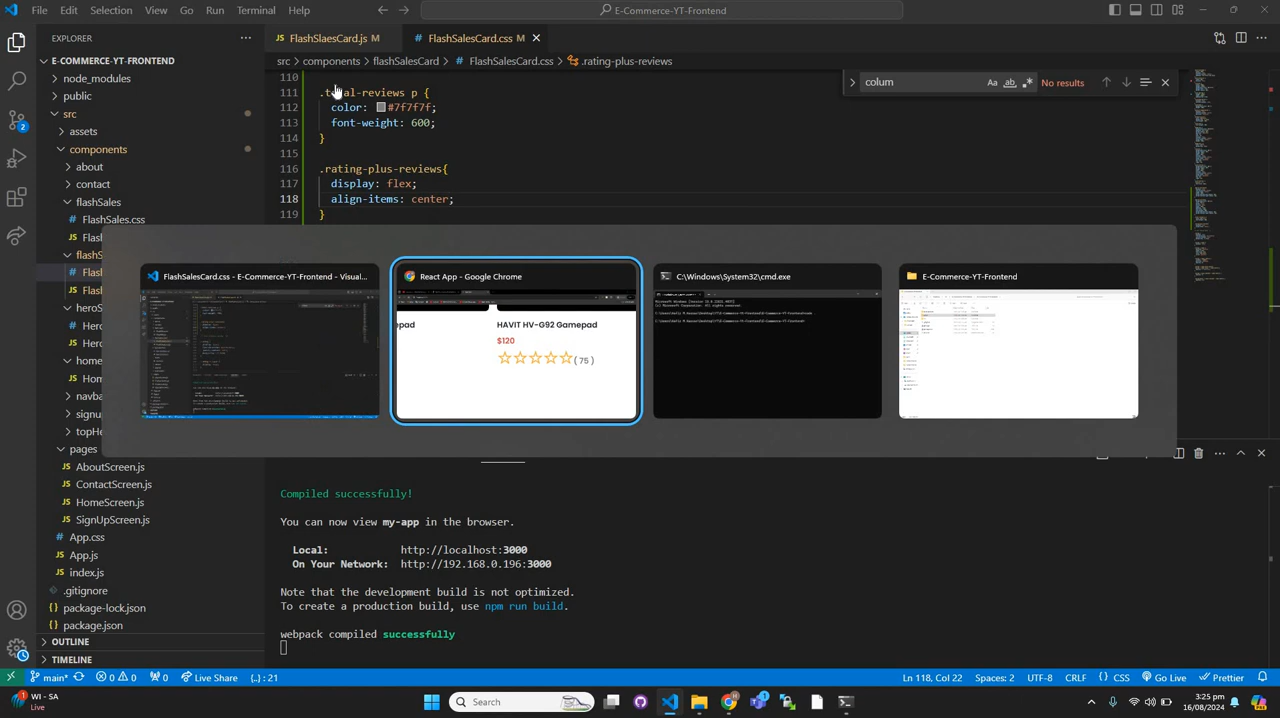 File Edit Selection View Go Run Terminal Help
E-Commerce-YT-Frontend
EXPLORER
E-COMMERCE-YT-FRONTEND
node_modules
public
src
assets
components
about
contact
flashSales
FlashSales.css
Flash
flashS
Flash
Flash
heroS
Hero
Hero
home
Hom
navba
signu
topHe
pages
AboutScreen.js
ContactScreen.js
HomeScreen.js
SignUpScreen.js
App.css
App.js
index.js
.gitignore
package-lock.json
package.json
OUTLINE
TIMELINE
FlashSlaesCard.js M
FlashSalesCard.css M
src > components > flashSalesCard > FlashSalesCard.css > .rating-plus-reviews
colum
No results
110
111 .total-reviews p {
112 color: #7f7f7f;
113 font-weight: 600;
114 }
115
116 .rating-plus-reviews{
117 display: flex;
118 align-items: center;
119 }
FlashSalesCard.css - E-Commerce-YT-Frontend - Visual...
React App - Google Chrome
pad
HAVIT HV-G92 Gamepad
$120
( 75 )
C:\Windows\System32\cmd.exe
E-Commerce-YT-Frontend
Compiled successfully!
You can now view my-app in the browser.
Local: http://localhost:3000
On Your Network: http://192.168.0.196:3000
Note that the development build is not optimized.
To create a production build, use npm run build.
webpack compiled successfully
main* 0 0 0 {..} : 21 Live Share
Ln 118, Col 22 Spaces: 2 UTF-8 CRLF CSS Go Live Prettier
WI - SA
Live
Search
3:25 pm
16/08/2024